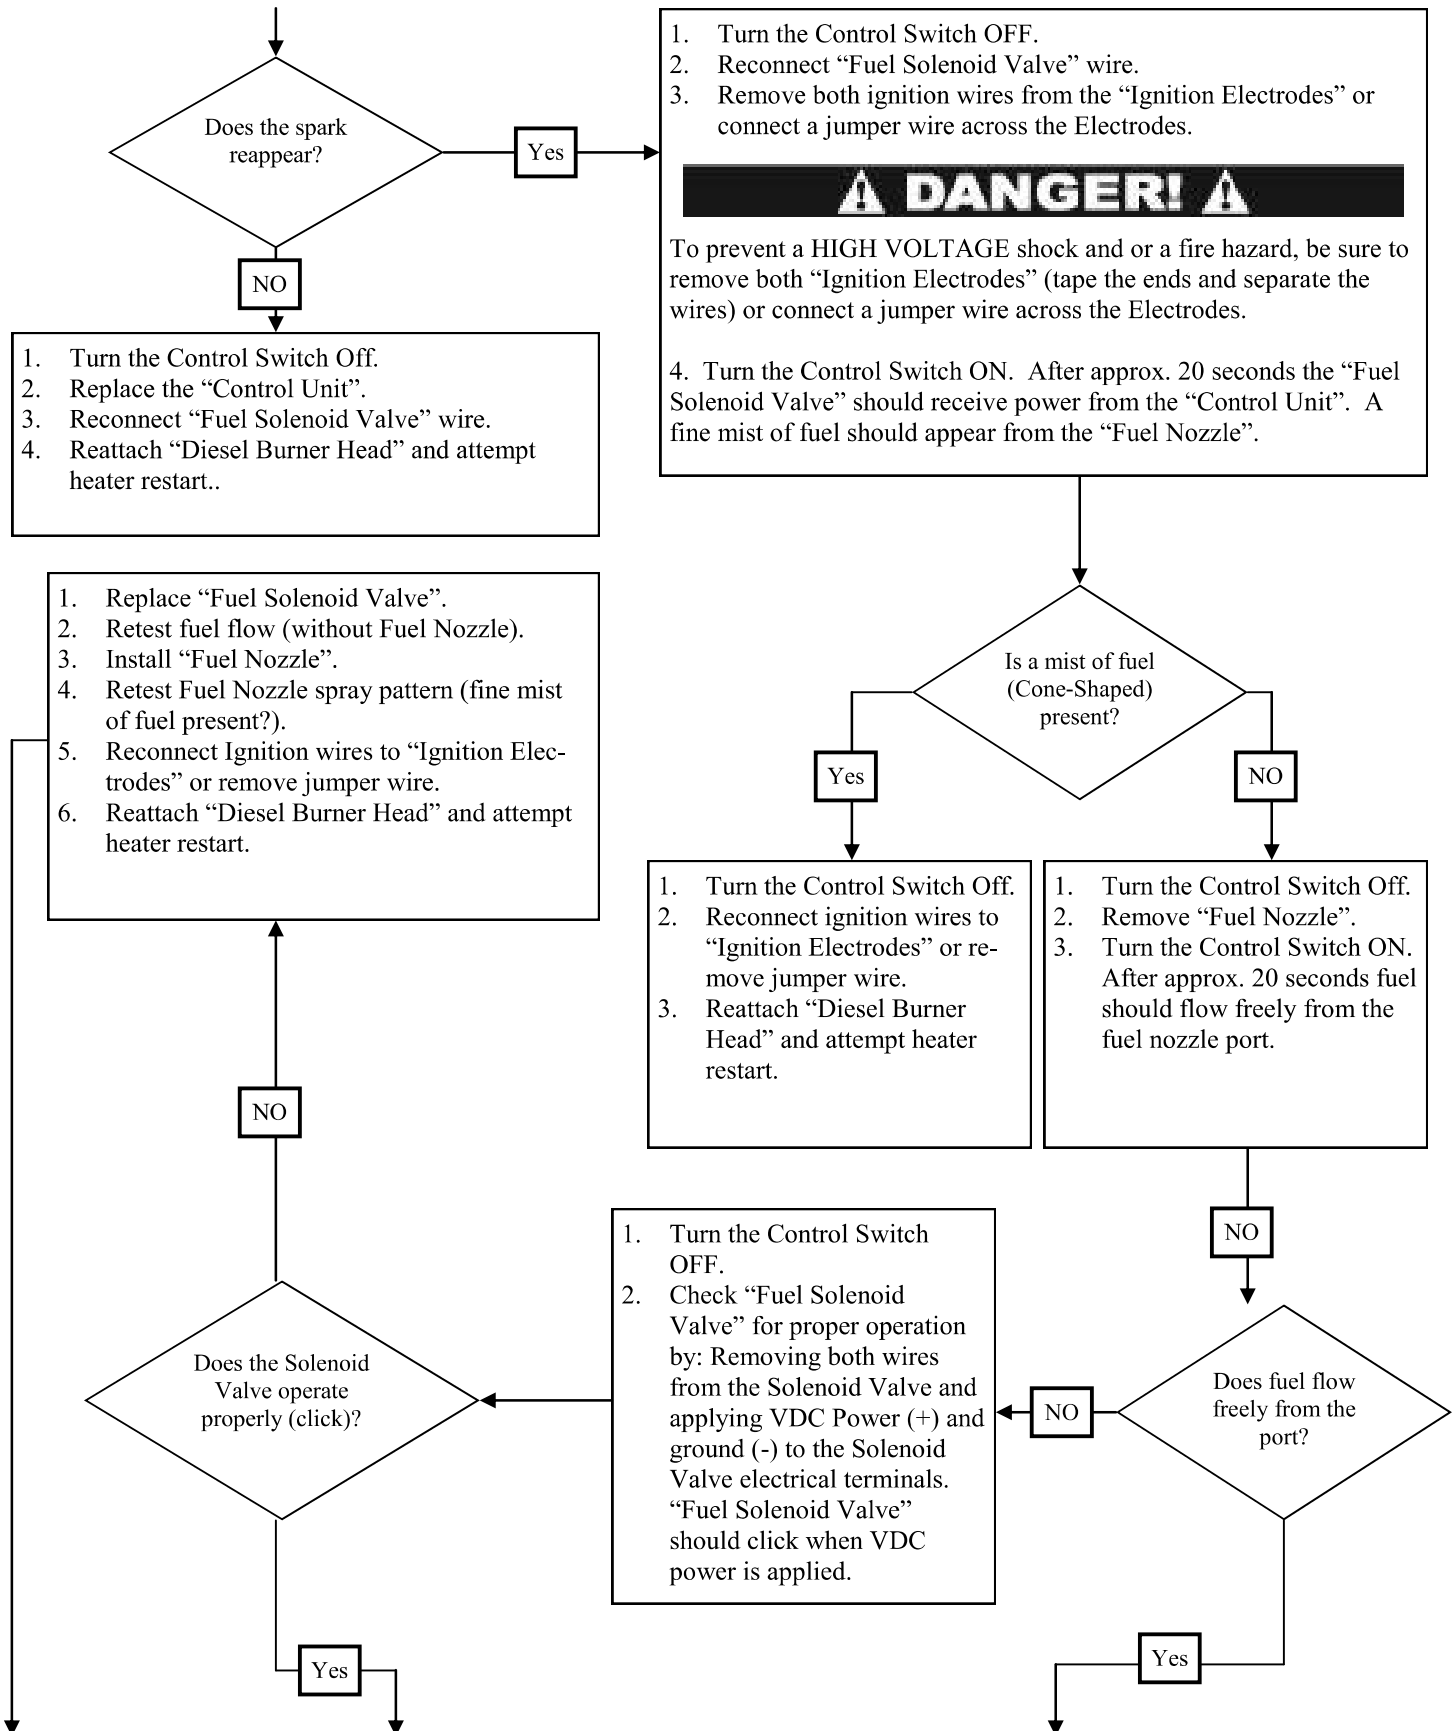 Does the spark
reappear?
Yes
NO
1. Turn the Control Switch OFF.
2. Reconnect “Fuel Solenoid Valve” wire.
3. Remove both ignition wires from the “Ignition Electrodes” or
connect a jumper wire across the Electrodes.
DANGER!
To prevent a HIGH VOLTAGE shock and or a fire hazard, be sure to
remove both “Ignition Electrodes” (tape the ends and separate the
wires) or connect a jumper wire across the Electrodes.
4. Turn the Control Switch ON. After approx. 20 seconds the “Fuel
Solenoid Valve” should receive power from the “Control Unit”. A
fine mist of fuel should appear from the “Fuel Nozzle”.
1. Turn the Control Switch Off.
2. Replace the “Control Unit”.
3. Reconnect “Fuel Solenoid Valve” wire.
4. Reattach “Diesel Burner Head” and attempt
heater restart..
1. Replace “Fuel Solenoid Valve”.
2. Retest fuel flow (without Fuel Nozzle).
3. Install “Fuel Nozzle”.
4. Retest Fuel Nozzle spray pattern (fine mist
of fuel present?).
5. Reconnect Ignition wires to “Ignition Elec-
trodes” or remove jumper wire.
6. Reattach “Diesel Burner Head” and attempt
heater restart.
Is a mist of fuel
(Cone-Shaped)
present?
Yes
NO
1. Turn the Control Switch Off.
2. Reconnect ignition wires to
“Ignition Electrodes” or re-
move jumper wire.
3. Reattach “Diesel Burner
Head” and attempt heater
restart.
1. Turn the Control Switch Off.
2. Remove “Fuel Nozzle”.
3. Turn the Control Switch ON.
After approx. 20 seconds fuel
should flow freely from the
fuel nozzle port.
NO
NO
Does fuel flow
freely from the
port?
NO
Yes
1. Turn the Control Switch
OFF.
2. Check “Fuel Solenoid
Valve” for proper operation
by: Removing both wires
from the Solenoid Valve and
applying VDC Power (+) and
ground (-) to the Solenoid
Valve electrical terminals.
“Fuel Solenoid Valve”
should click when VDC
power is applied.
Does the Solenoid
Valve operate
properly (click)?
Yes